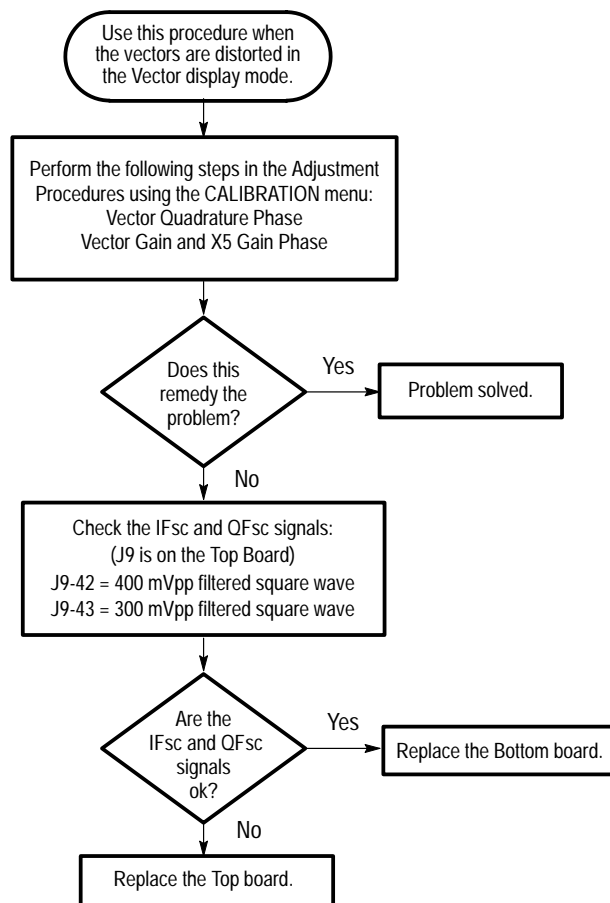 Use this procedure when
the vectors are distorted in
the Vector display mode.
Perform the following steps in the Adjustment
Procedures using the CALIBRATION menu:
Vector Quadrature Phase
Vector Gain and X5 Gain Phase
Does this
remedy the
problem?
Yes
Problem solved.
No
Check the IFsc and QFsc signals:
(J9 is on the Top Board)
J9-42 = 400 mVpp filtered square wave
J9-43 = 300 mVpp filtered square wave
Are the
IFsc and QFsc
signals
ok?
Yes
Replace the Bottom board.
No
Replace the Top board.